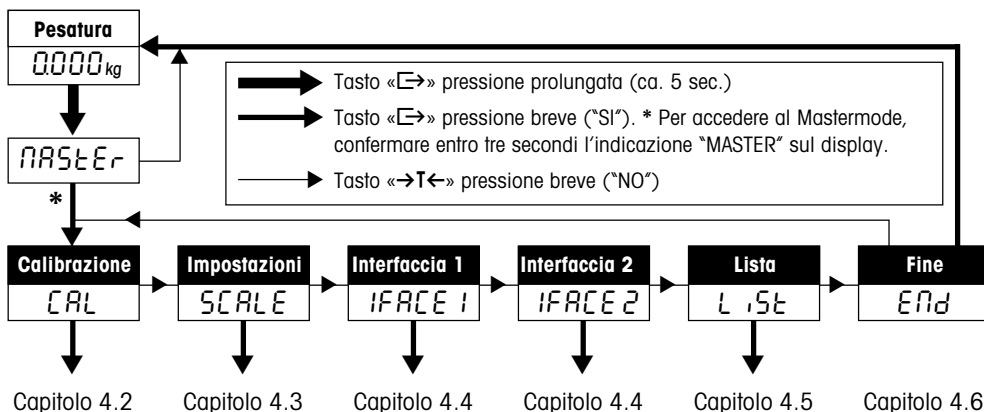 Pesatura
0.000 kg
Tasto «» pressione prolungata (ca. 5 sec.)
Tasto «» pressione breve ("SI"). * Per accedere al Mastermode,
confermare entro tre secondi l'indicazione "MASTER" sul display.
Tasto «→T←» pressione breve ("NO")
MAStEr
*
Calibrazione Impostazioni Interfaccia 1 Interfaccia 2 Lista Fine
CAL SCALE IFACE 1 IFACE 2 LiSt ENd
Capitolo 4.2 Capitolo 4.3 Capitolo 4.4 Capitolo 4.4 Capitolo 4.5 Capitolo 4.6